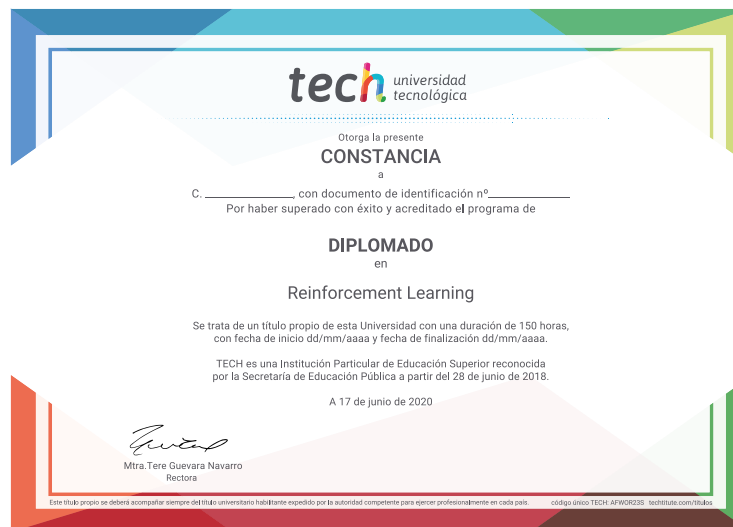 tech universidad
tecnológica
Otorga la presente
CONSTANCIA
a
C. ______________, con documento de identificación nº______________
Por haber superado con éxito y acreditado el programa de
DIPLOMADO
en
Reinforcement Learning
Se trata de un título propio de esta Universidad con una duración de 150 horas,
con fecha de inicio dd/mm/aaaa y fecha de finalización dd/mm/aaaa.
TECH es una Institución Particular de Educación Superior reconocida
por la Secretaría de Educación Pública a partir del 28 de junio de 2018.
A 17 de junio de 2020
Mtra.Tere Guevara Navarro
Rectora
Este título propio se deberá acompañar siempre del título universitario habilitante expedido por la autoridad competente para ejercer profesionalmente en cada país. código único TECH: AFWOR23S techtitute.com/titulos